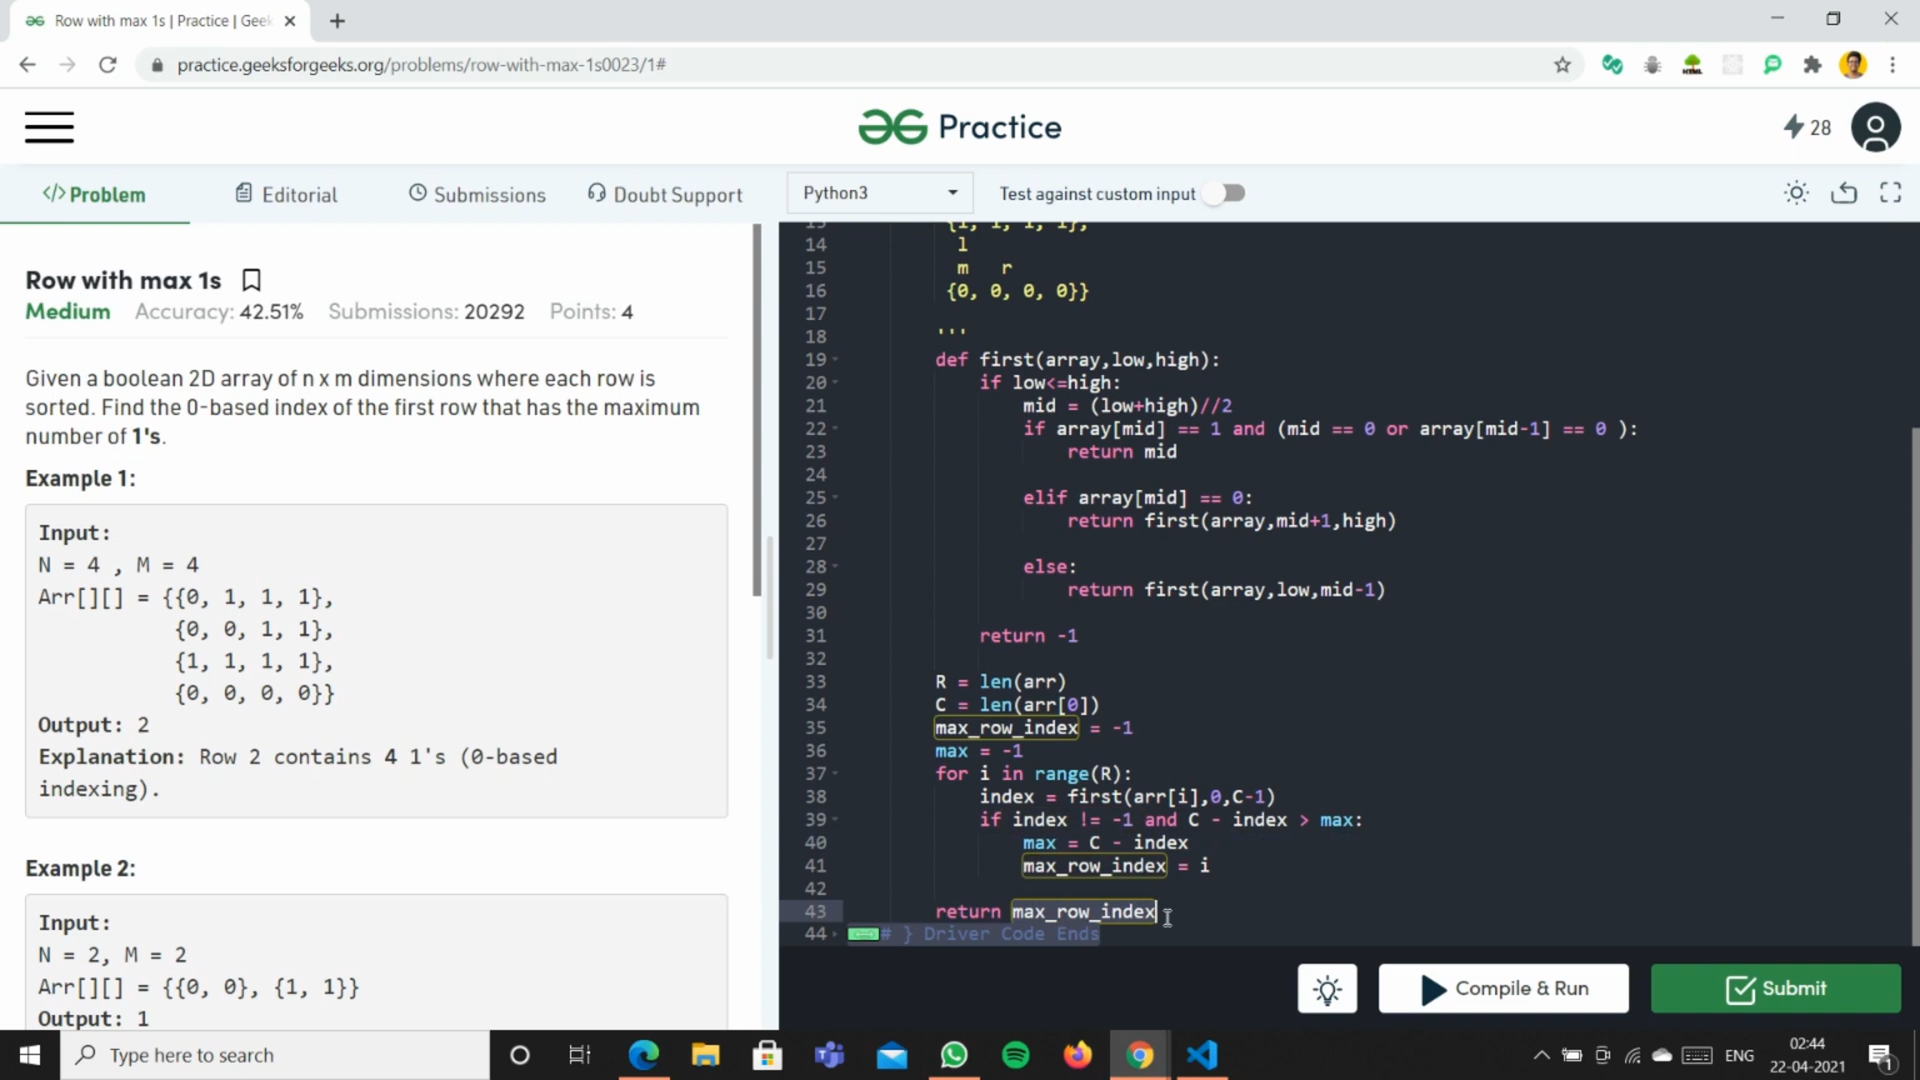 Row with max 1s | Practice | Geek
practice.geeksforgeeks.org/problems/row-with-max-1s0023/1#
Practice
28
</> Problem
Editorial
Submissions
Doubt Support
Python3
Test against custom input
Row with max 1s
Medium Accuracy: 42.51% Submissions: 20292 Points: 4
Given a boolean 2D array of n x m dimensions where each row is
sorted. Find the 0-based index of the first row that has the maximum
number of 1's.
Example 1:
Input:
N = 4 , M = 4
Arr[][] = {{0, 1, 1, 1},
{0, 0, 1, 1},
{1, 1, 1, 1},
{0, 0, 0, 0}}
Output: 2
Explanation: Row 2 contains 4 1's (0-based
indexing).
Example 2:
Input:
N = 2, M = 2
Arr[][] = {{0, 0}, {1, 1}}
Output: 1
13 {1, 1, 1, 1},
14 l
15 m r
16 {0, 0, 0, 0}}
17
18 '''
19 def first(array,low,high):
20 if low<=high:
21 mid = (low+high)//2
22 if array[mid] == 1 and (mid == 0 or array[mid-1] == 0 ):
23 return mid
24
25 elif array[mid] == 0:
26 return first(array,mid+1,high)
27
28 else:
29 return first(array,low,mid-1)
30
31 return -1
32
33 R = len(arr)
34 C = len(arr[0])
35 max_row_index = -1
36 max = -1
37 for i in range(R):
38 index = first(arr[i],0,C-1)
39 if index != -1 and C - index > max:
40 max = C - index
41 max_row_index = i
42
43 return max_row_index
44 # } Driver Code Ends
Compile & Run
Submit
Type here to search
ENG
02:44
22-04-2021
1